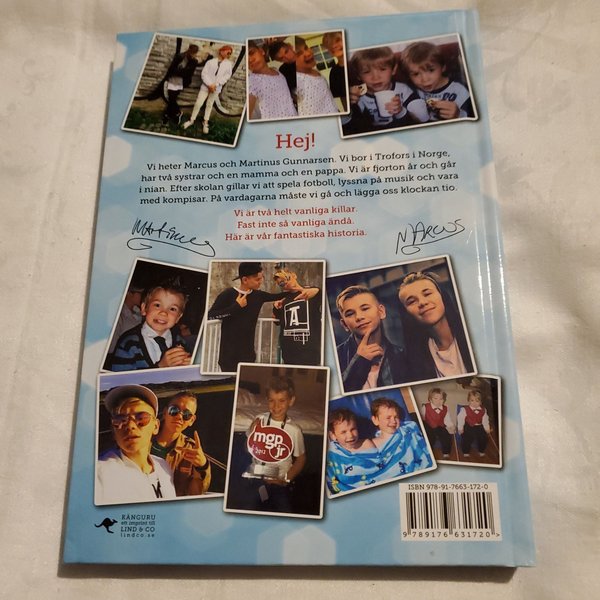 Hej!
Vi heter Marcus och Martinus Gunnarsen. Vi bor i Trofors i Norge,
har två systrar och en mamma och en pappa. Vi är fjorton år och går
i nian. Efter skolan gillar vi att spela fotboll, lyssna på musik och vara
med kompisar. På vardagarna måste vi gå och lägga oss klockan tio.
Vi är två helt vanliga killar.
Fast inte så vanliga ändå.
Här är vår fantastiska historia.
Martinus
MARCUS
A
mgp
jr
2012
ISBN 978-91-7663-172-0
9 789176 631720 >
KÄNGURU
ett imprint till
LIND & CO
lindco.se